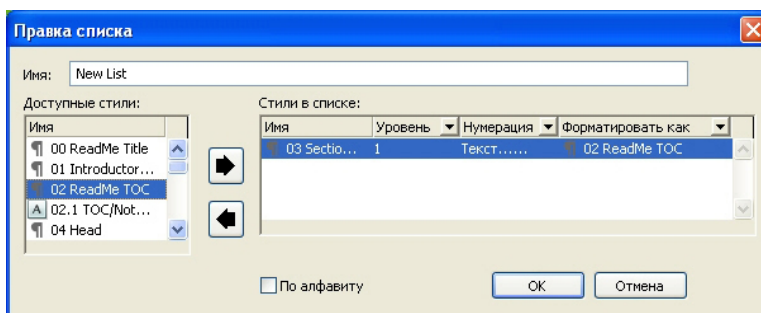 Правка списка
Имя: New List
Доступные стили:
Имя
¶ 00 ReadMe Title
¶ 01 Introductor...
¶ 02 ReadMe TOC
A 02.1 TOC/Not...
¶ 04 Head
Стили в списке:
Имя Уровень Нумерация Форматировать как
¶ 03 Sectio... 1 Текст...... ¶ 02 ReadMe TOC
По алфавиту
OK Отмена